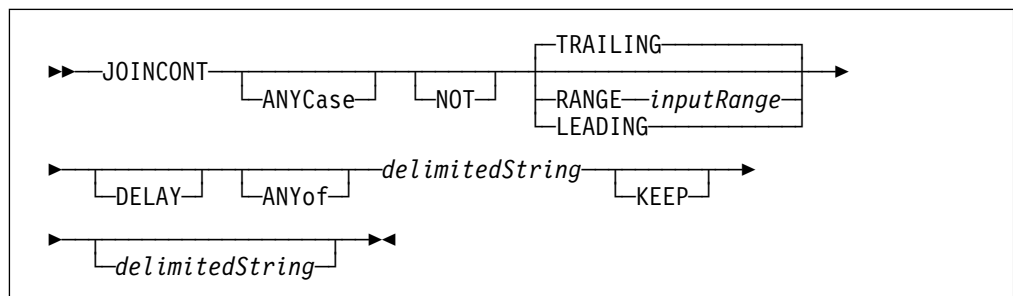 TRAILING
JOINCONT
ANYCase NOT RANGE inputRange
LEADING
delimitedString
DELAY ANYof KEEP
delimitedString